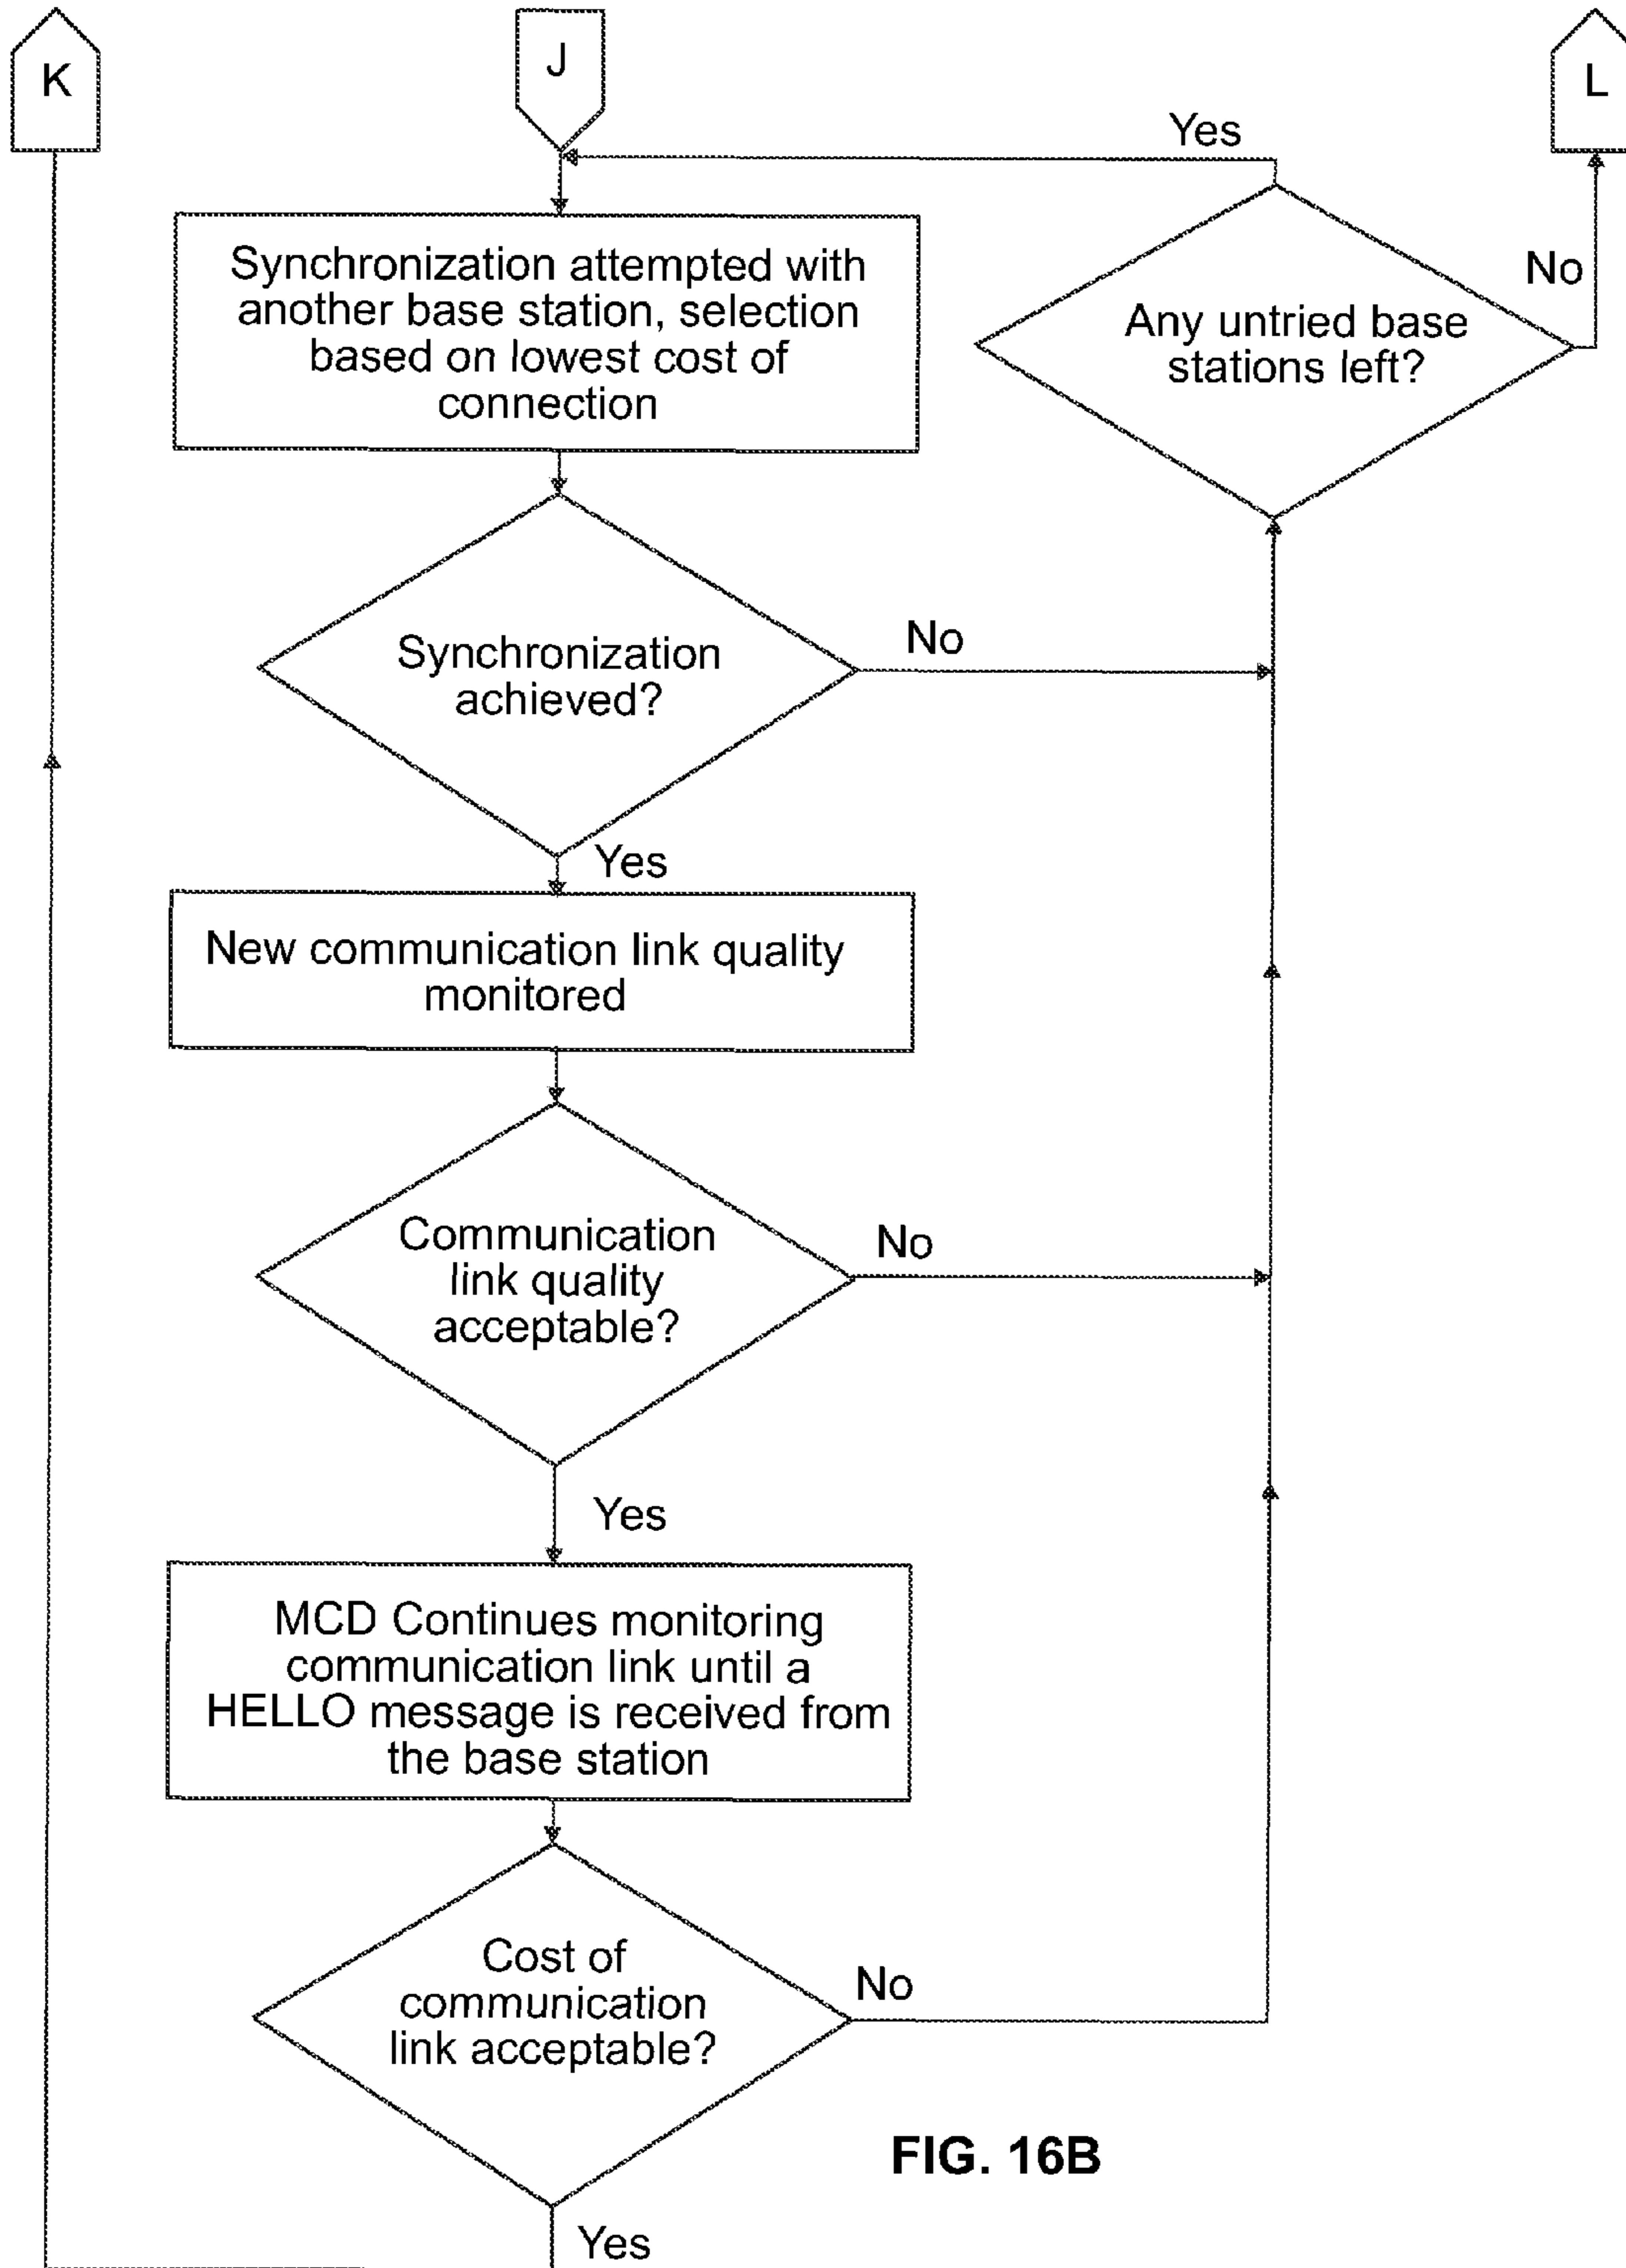 K
J
L
Yes
Synchronization attempted with
another base station, selection
based on lowest cost of
connection
Any untried base
stations left?
No
Synchronization
achieved?
No
Yes
New communication link quality
monitored
Communication
link quality
acceptable?
No
Yes
MCD Continues monitoring
communication link until a
HELLO message is received from
the base station
Cost of
communication
link acceptable?
No
Yes
FIG. 16B